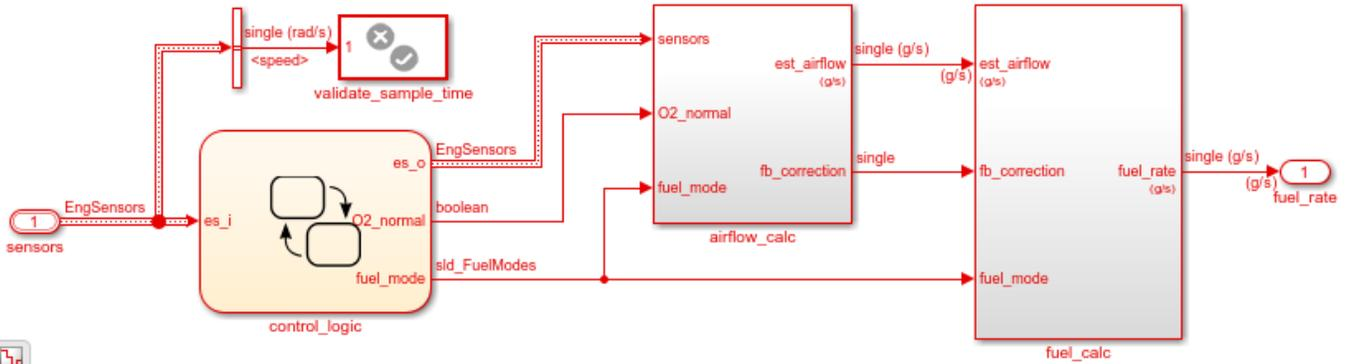 single (rad/s)
<speed>
1
validate_sample_time
EngSensors
1
sensors
es_i
es_o
O2_normal
fuel_mode
control_logic
EngSensors
boolean
sld_FuelModes
sensors
O2_normal
fuel_mode
est_airflow
(g/s)
fb_correction
airflow_calc
single (g/s)
(g/s)
single
est_airflow
(g/s)
fb_correction
fuel_mode
fuel_rate
(g/s)
fuel_calc
single (g/s)
(g/s)
1
fuel_rate